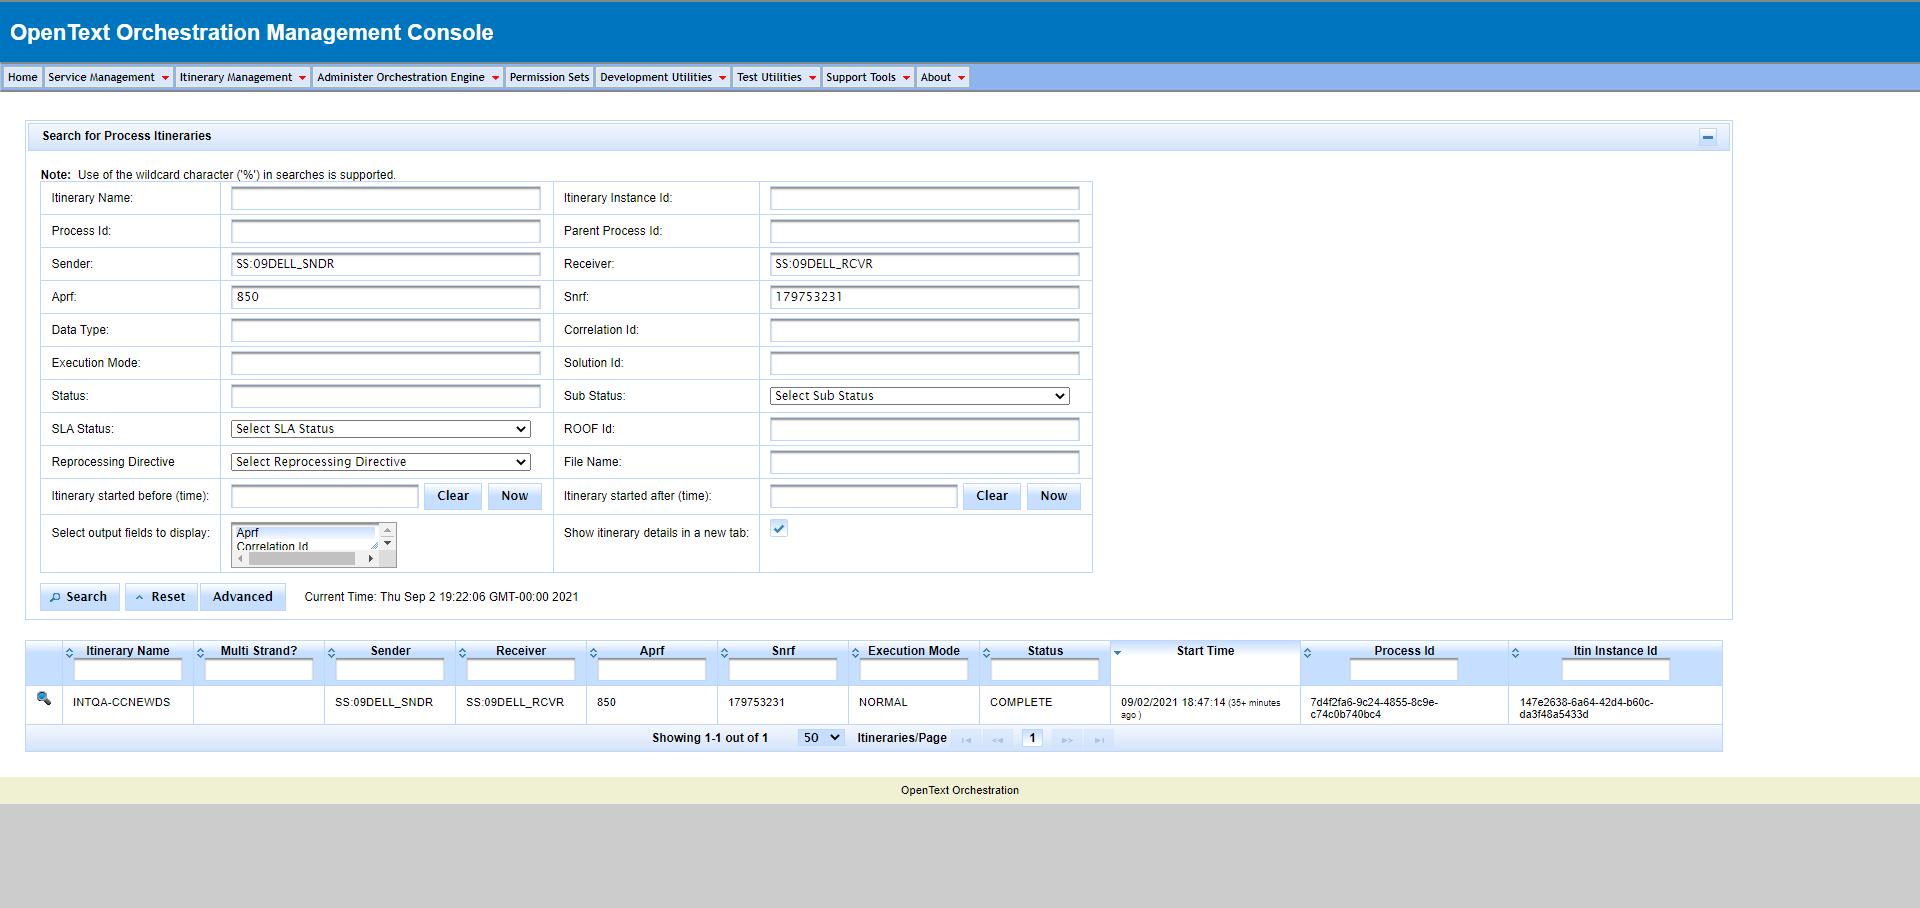 OpenText Orchestration Management Console
Home Service Management Itinerary Management Administer Orchestration Engine Permission Sets Development Utilities Test Utilities Support Tools About
Search for Process Itineraries
Note: Use of the wildcard character ('%') in searches is supported.
Itinerary Name: Itinerary Instance Id:
Process Id: Parent Process Id:
Sender: SS:09DELL_SNDR Receiver: SS:09DELL_RCVR
Aprf: 850 Snrf: 179753231
Data Type: Correlation Id:
Execution Mode: Solution Id:
Status: Sub Status: Select Sub Status
SLA Status: Select SLA Status ROOF Id:
Reprocessing Directive Select Reprocessing Directive File Name:
Itinerary started before (time): Clear Now Itinerary started after (time): Clear Now
Select output fields to display: Aprf Show itinerary details in a new tab:
Correlation Id
Search Reset Advanced Current Time: Thu Sep 2 19:22:06 GMT-00:00 2021
Itinerary Name Multi Strand? Sender Receiver Aprf Snrf Execution Mode Status Start Time Process Id Itin Instance Id
INTQA-CCNEWDS SS:09DELL_SNDR SS:09DELL_RCVR 850 179753231 NORMAL COMPLETE 09/02/2021 18:47:14 (35+ minutes 7d4f2fa6-9c24-4855-8c9e- 147e2638-6a64-42d4-b60c-
ago ) c74c0b740bc4 da3f48a5433d
Showing 1-1 out of 1 50 Itineraries/Page 1
OpenText Orchestration